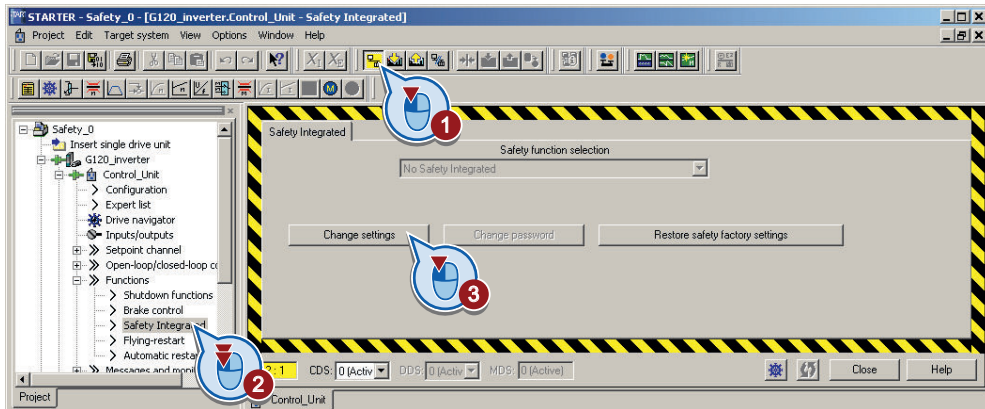 STARTER - Safety_0 - [G120_inverter.Control_Unit - Safety Integrated]
Project Edit Target system View Options Window Help
1
Safety_0
Insert single drive unit
G120_inverter
Control_Unit
Configuration
Expert list
Drive navigator
Inputs/outputs
Setpoint channel
Open-loop/closed-loop co
Functions
Shutdown functions
Brake control
Safety Integrated
Flying-restart
Automatic restar
Messages and moni
2
Project
Safety Integrated
Safety function selection
No Safety Integrated
Change settings
Change password
Restore safety factory settings
3
CDS: 0 (Activ DDS: 0 (Activ MDS: 0 (Active)
Close
Help
Control_Unit